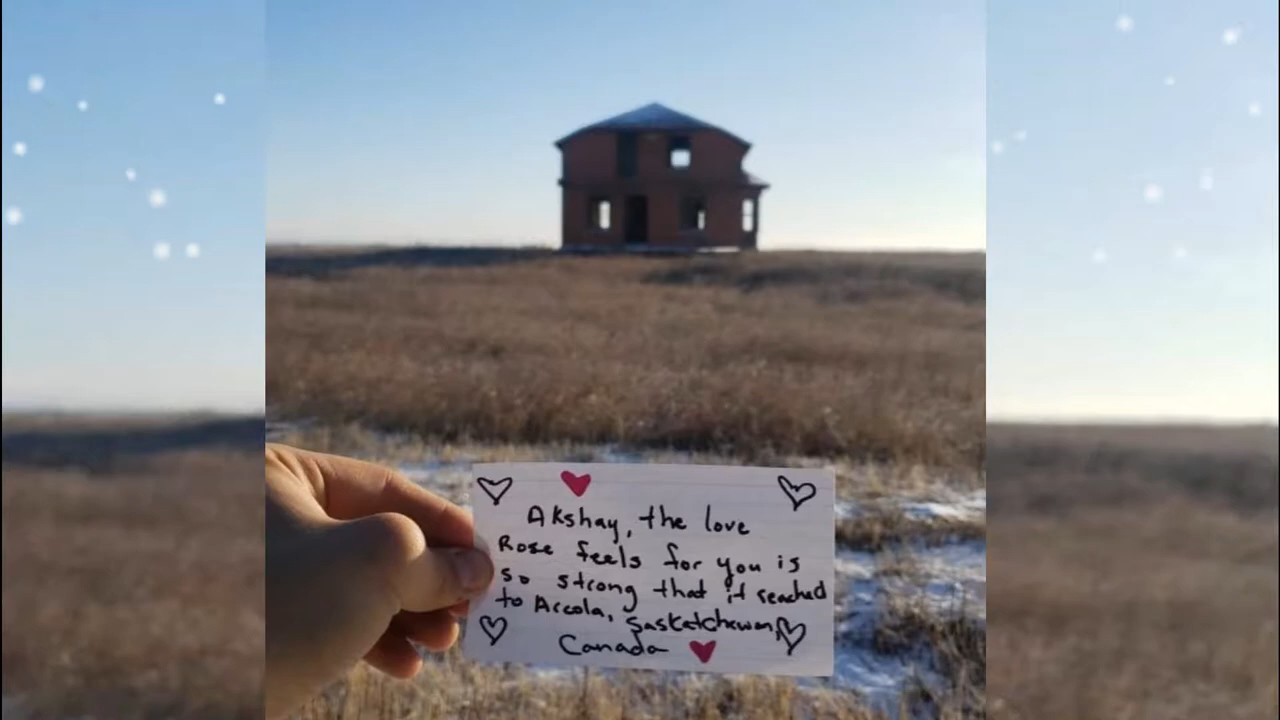 Akshay, the love
Rose feels for you is
so strong that it reached
to Arcola, Saskatchewan,
Canada